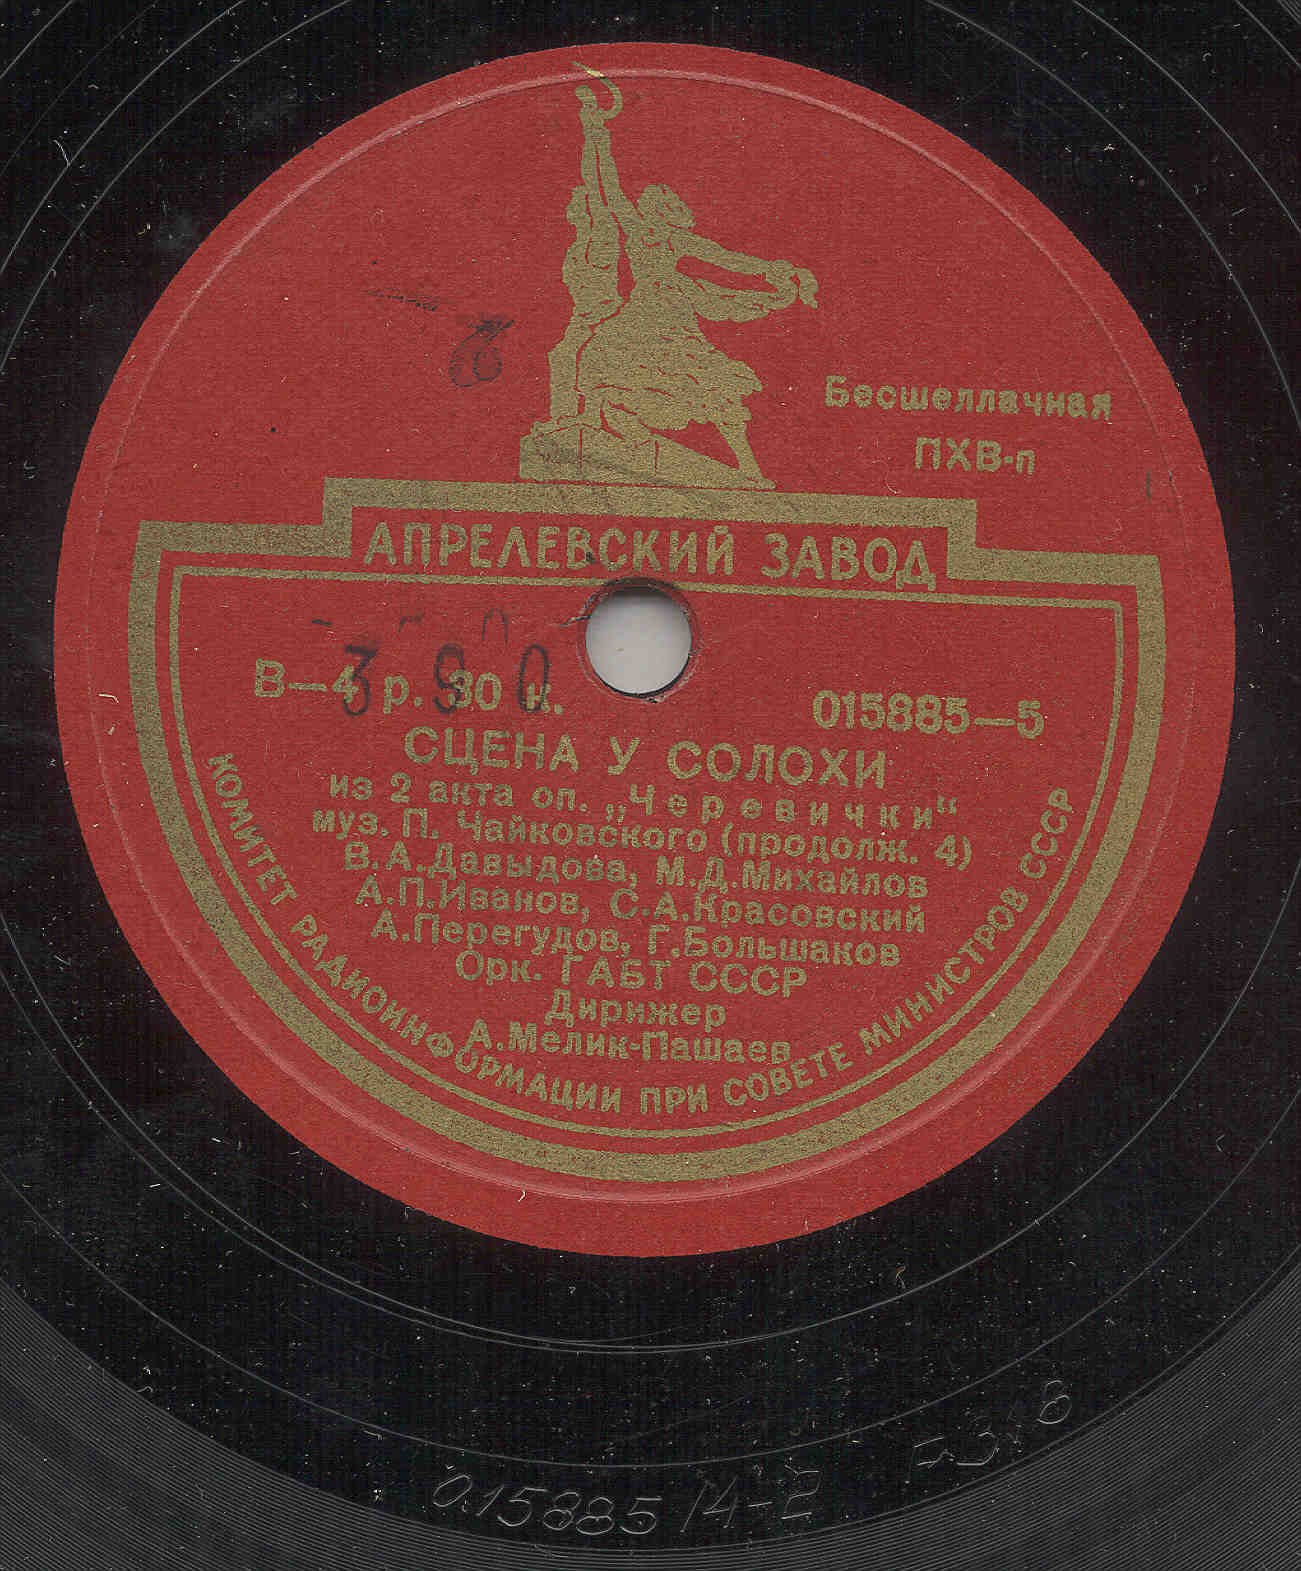 Бесшеллачная
ПХВ-п
АПРЕЛЕВСКИЙ ЗАВОД
3 90
В—4 р. 30 к.
015885—5
СЦЕНА У СОЛОХИ
из 2 акта оп. „Черевички“
муз. П. Чайковского (продолж. 4)
В.А.Давыдова, М.Д.Михайлов
А.П.Иванов, С.А.Красовский
А.Перегудов, Г.Большаков
Орк. ГАБТ СССР
Дирижер
А.Мелик-Пашаев
КОМИТЕТ РАДИОИНФОРМАЦИИ ПРИ СОВЕТЕ МИНИСТРОВ СССР
015885 /4-2